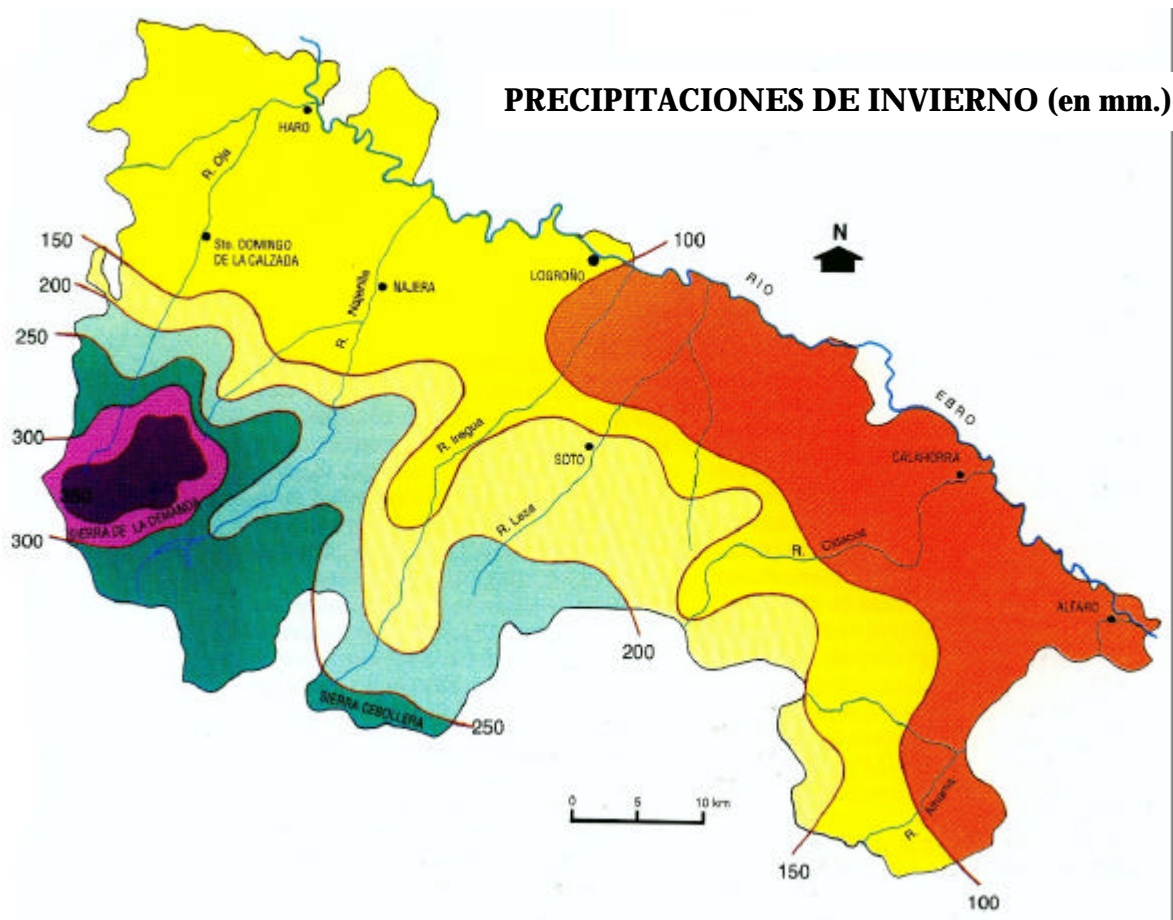 PRECIPITACIONES DE INVIERNO (en mm.)
HARO
R. Oja
150
Sto. DOMINGO
DE LA CALZADA
100
N
LOGROÑO
RIO
200
NAJERA
R. Najerilla
250
EBRO
300
R. Iregua
SOTO
CALAHORRA
350
SIERRA DE LA DEMANDA
R. Leza
300
R. Cidacos
ALFARO
200
SIERRA CEBOLLERA
250
0 5 10 km
R. Alhama
150
100